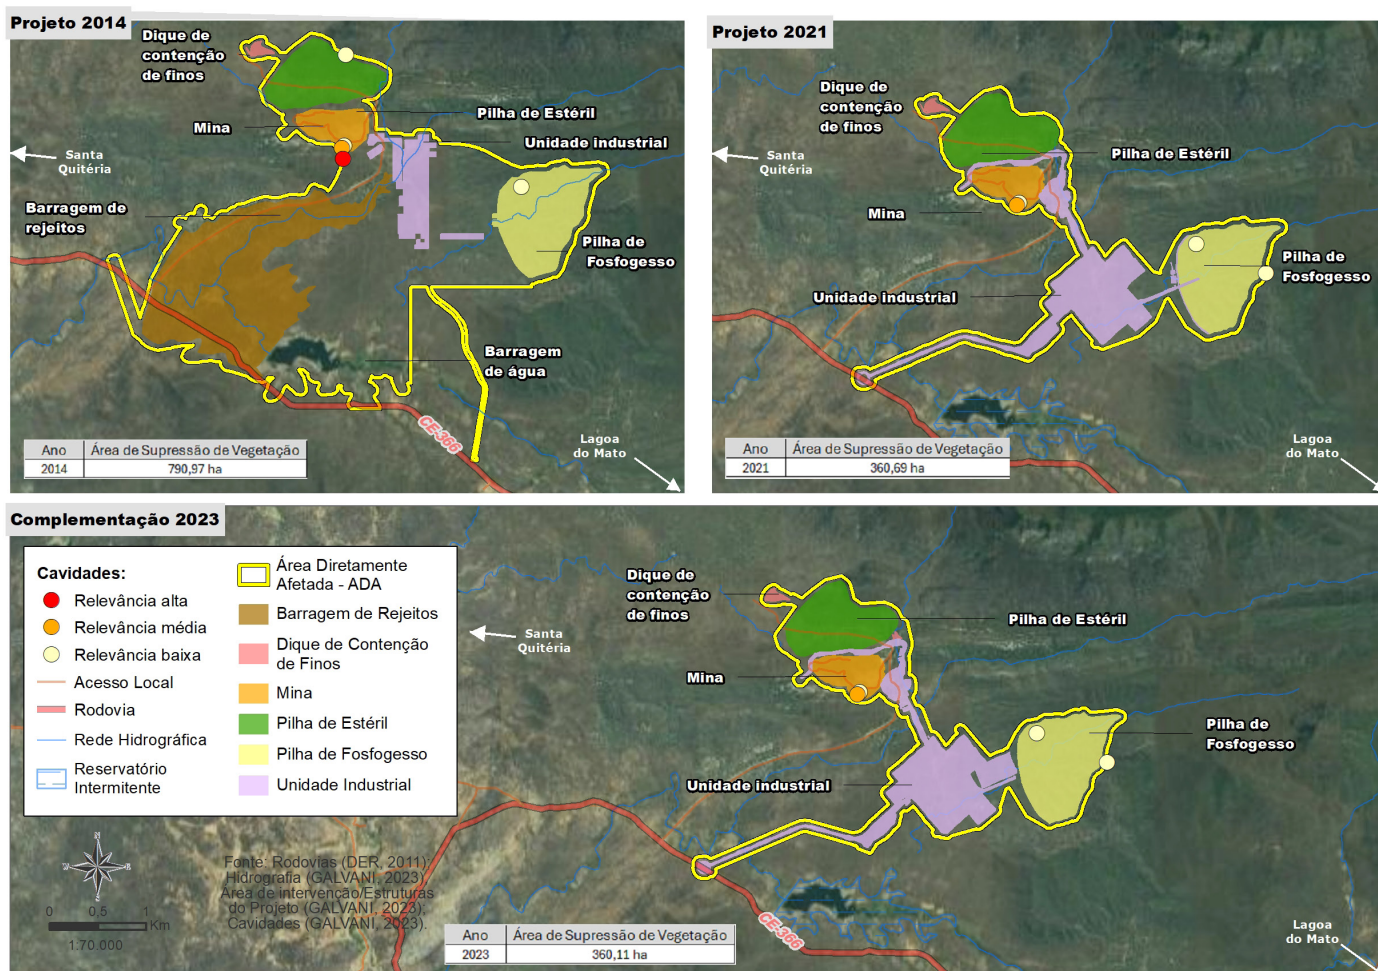 Projeto 2014
Dique de
contenção
de finos
Pilha de Estéril
Mina
Unidade industrial
Santa
Quitéria
Barragem de
rejeitos
Pilha de
Fosfogesso
Barragem
de água
CE-366
Lagoa
do Mato
Ano Área de Supressão de Vegetação
2014 790,97 ha
Projeto 2021
Dique de
contenção
de finos
Pilha de Estéril
Santa
Quitéria
Mina
Pilha de
Fosfogesso
Unidade industrial
Lagoa
do Mato
Ano Área de Supressão de Vegetação
2021 360,69 ha
Complementação 2023
Cavidades:
Relevância alta
Relevância média
Relevância baixa
Acesso Local
Rodovia
Rede Hidrográfica
Reservatório
Intermitente
Área Diretamente
Afetada - ADA
Barragem de Rejeitos
Dique de Contenção
de Finos
Mina
Pilha de Estéril
Pilha de Fosfogesso
Unidade Industrial
Santa
Quitéria
Dique de
contenção
de finos
Pilha de Estéril
Mina
Pilha de
Fosfogesso
Unidade industrial
CE-366
Lagoa
do Mato
N
W E
S
0 0,5 1
Km
1:70.000
Fonte: Rodovias (DER, 2011);
Hidrografia (GALVANI, 2023);
Área de intervenção/Estruturas
do Projeto (GALVANI, 2023);
Cavidades (GALVANI, 2023).
Ano Área de Supressão de Vegetação
2023 360,11 ha